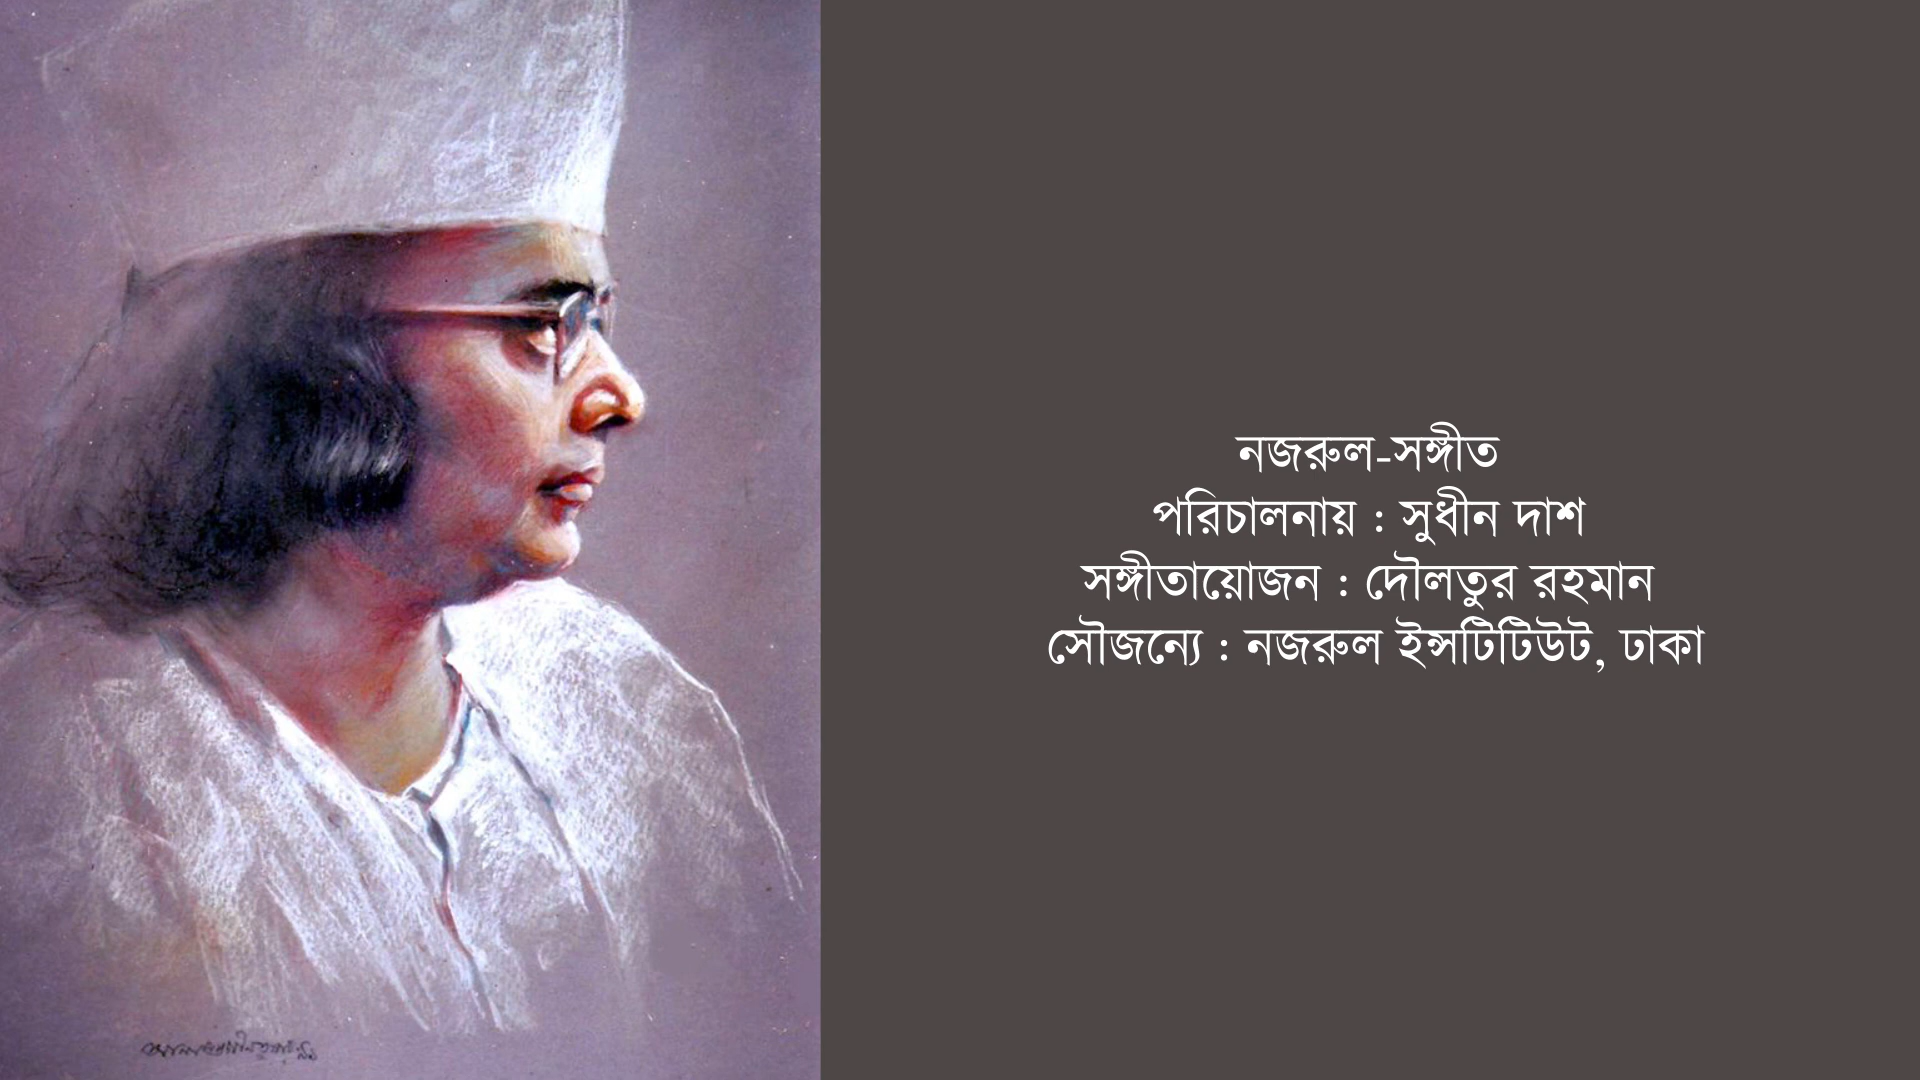 নজরুল-সঙ্গীত
পরিচালনায় : সুধীন দাশ
সঙ্গীতায়োজন : দৌলতুর রহমান
সৌজন্যে : নজরুল ইন্সটিটিউট, ঢাকা